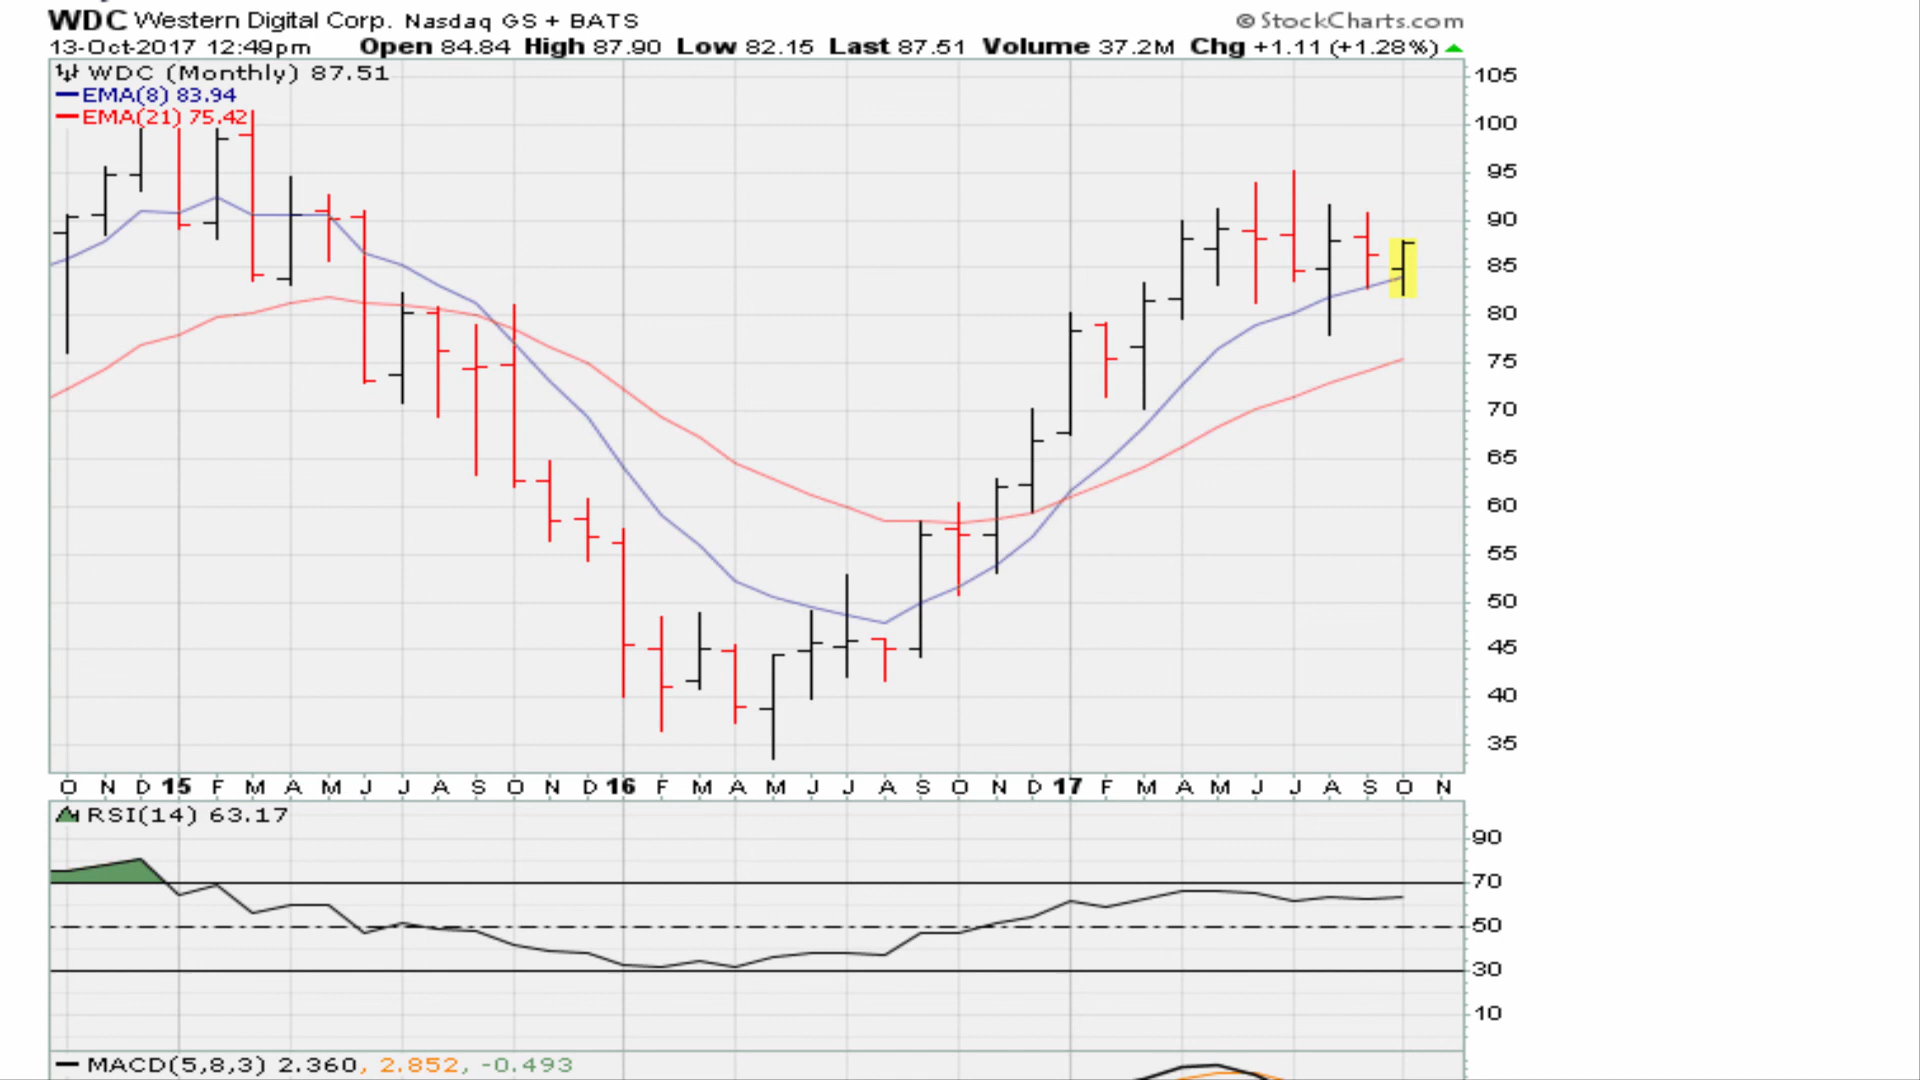 WDC Western Digital Corp. Nasdaq GS + BATS © StockCharts.com
13-Oct-2017 12:49pm Open 84.84 High 87.90 Low 82.15 Last 87.51 Volume 37.2M Chg +1.11 (+1.28%)
WDC (Monthly) 87.51
EMA(8) 83.94
EMA(21) 75.42
105
100
95
90
85
80
75
70
65
60
55
50
45
40
35
O N D 15 F M A M J J A S O N D 16 F M A M J J A S O N D 17 F M A M J J A S O N
RSI(14) 63.17
90
70
50
30
10
MACD(5,8,3) 2.360, 2.852, -0.493